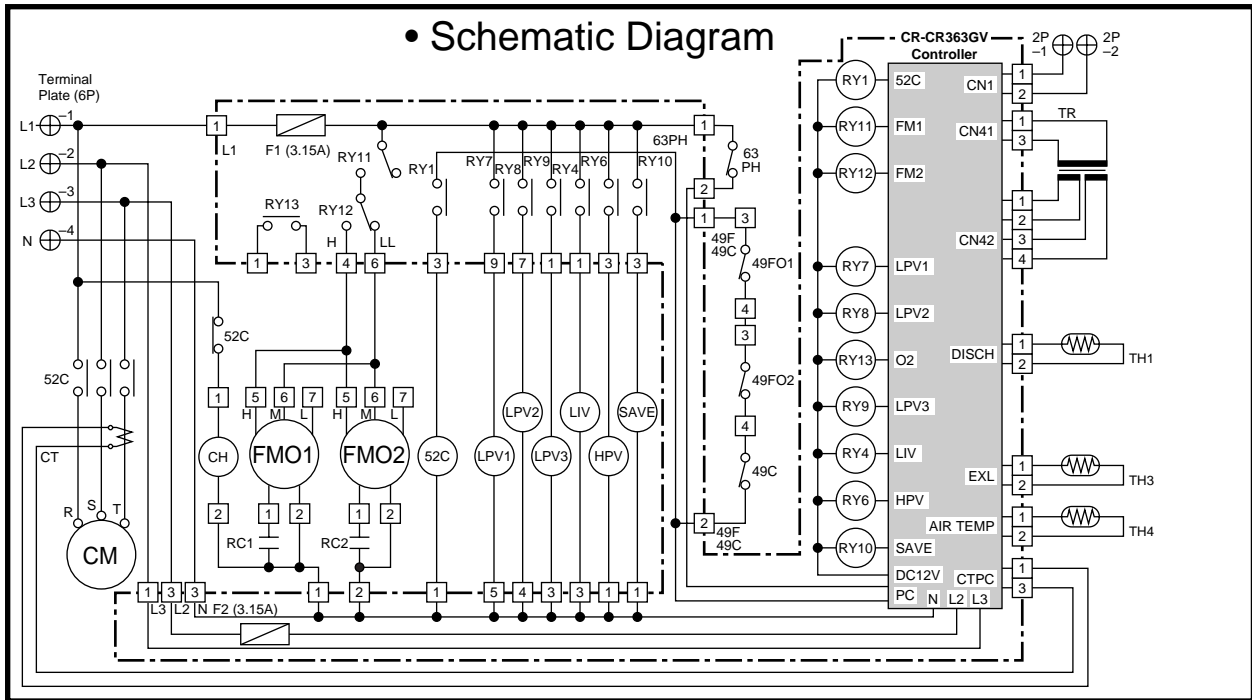 • Schematic Diagram
CR-CR363GV
Controller
2P
–1
2P
–2
Terminal
Plate (6P)
L1 –1
L2 –2
L3 –3
N –4
1
L1
F1 (3.15A)
RY11
RY12
H
LL
RY13
RY1
RY7
RY8
RY9
RY4
RY6
RY10
63PH
1
63
PH
2
1
3
49F
49C
49FO1
4
3
49FO2
4
49C
2
49F
49C
1 3 4 6 3 9 7 1 1 3 3
52C
52C
CT
R S T
CM
1
CH
2
5 6 7
H M L
FMO1
1 2
RC1
5 6 7
H M L
FMO2
1 2
RC2
52C
LPV1
LPV2
LPV3
LIV
HPV
SAVE
1 3 3 1 2 1 5 4 3 3 1 1
L3 L2 N F2 (3.15A)
RY1 52C
RY11 FM1
RY12 FM2
RY7 LPV1
RY8 LPV2
RY13 O2
RY9 LPV3
RY4 LIV
RY6 HPV
RY10 SAVE
DC12V
PC
N L2 L3
CN1 1
2
CN41 1
3
TR
CN42 1
2
3
4
DISCH 1
2
TH1
EXL 1
2
TH3
AIR TEMP 1
2
TH4
CTPC 1
3